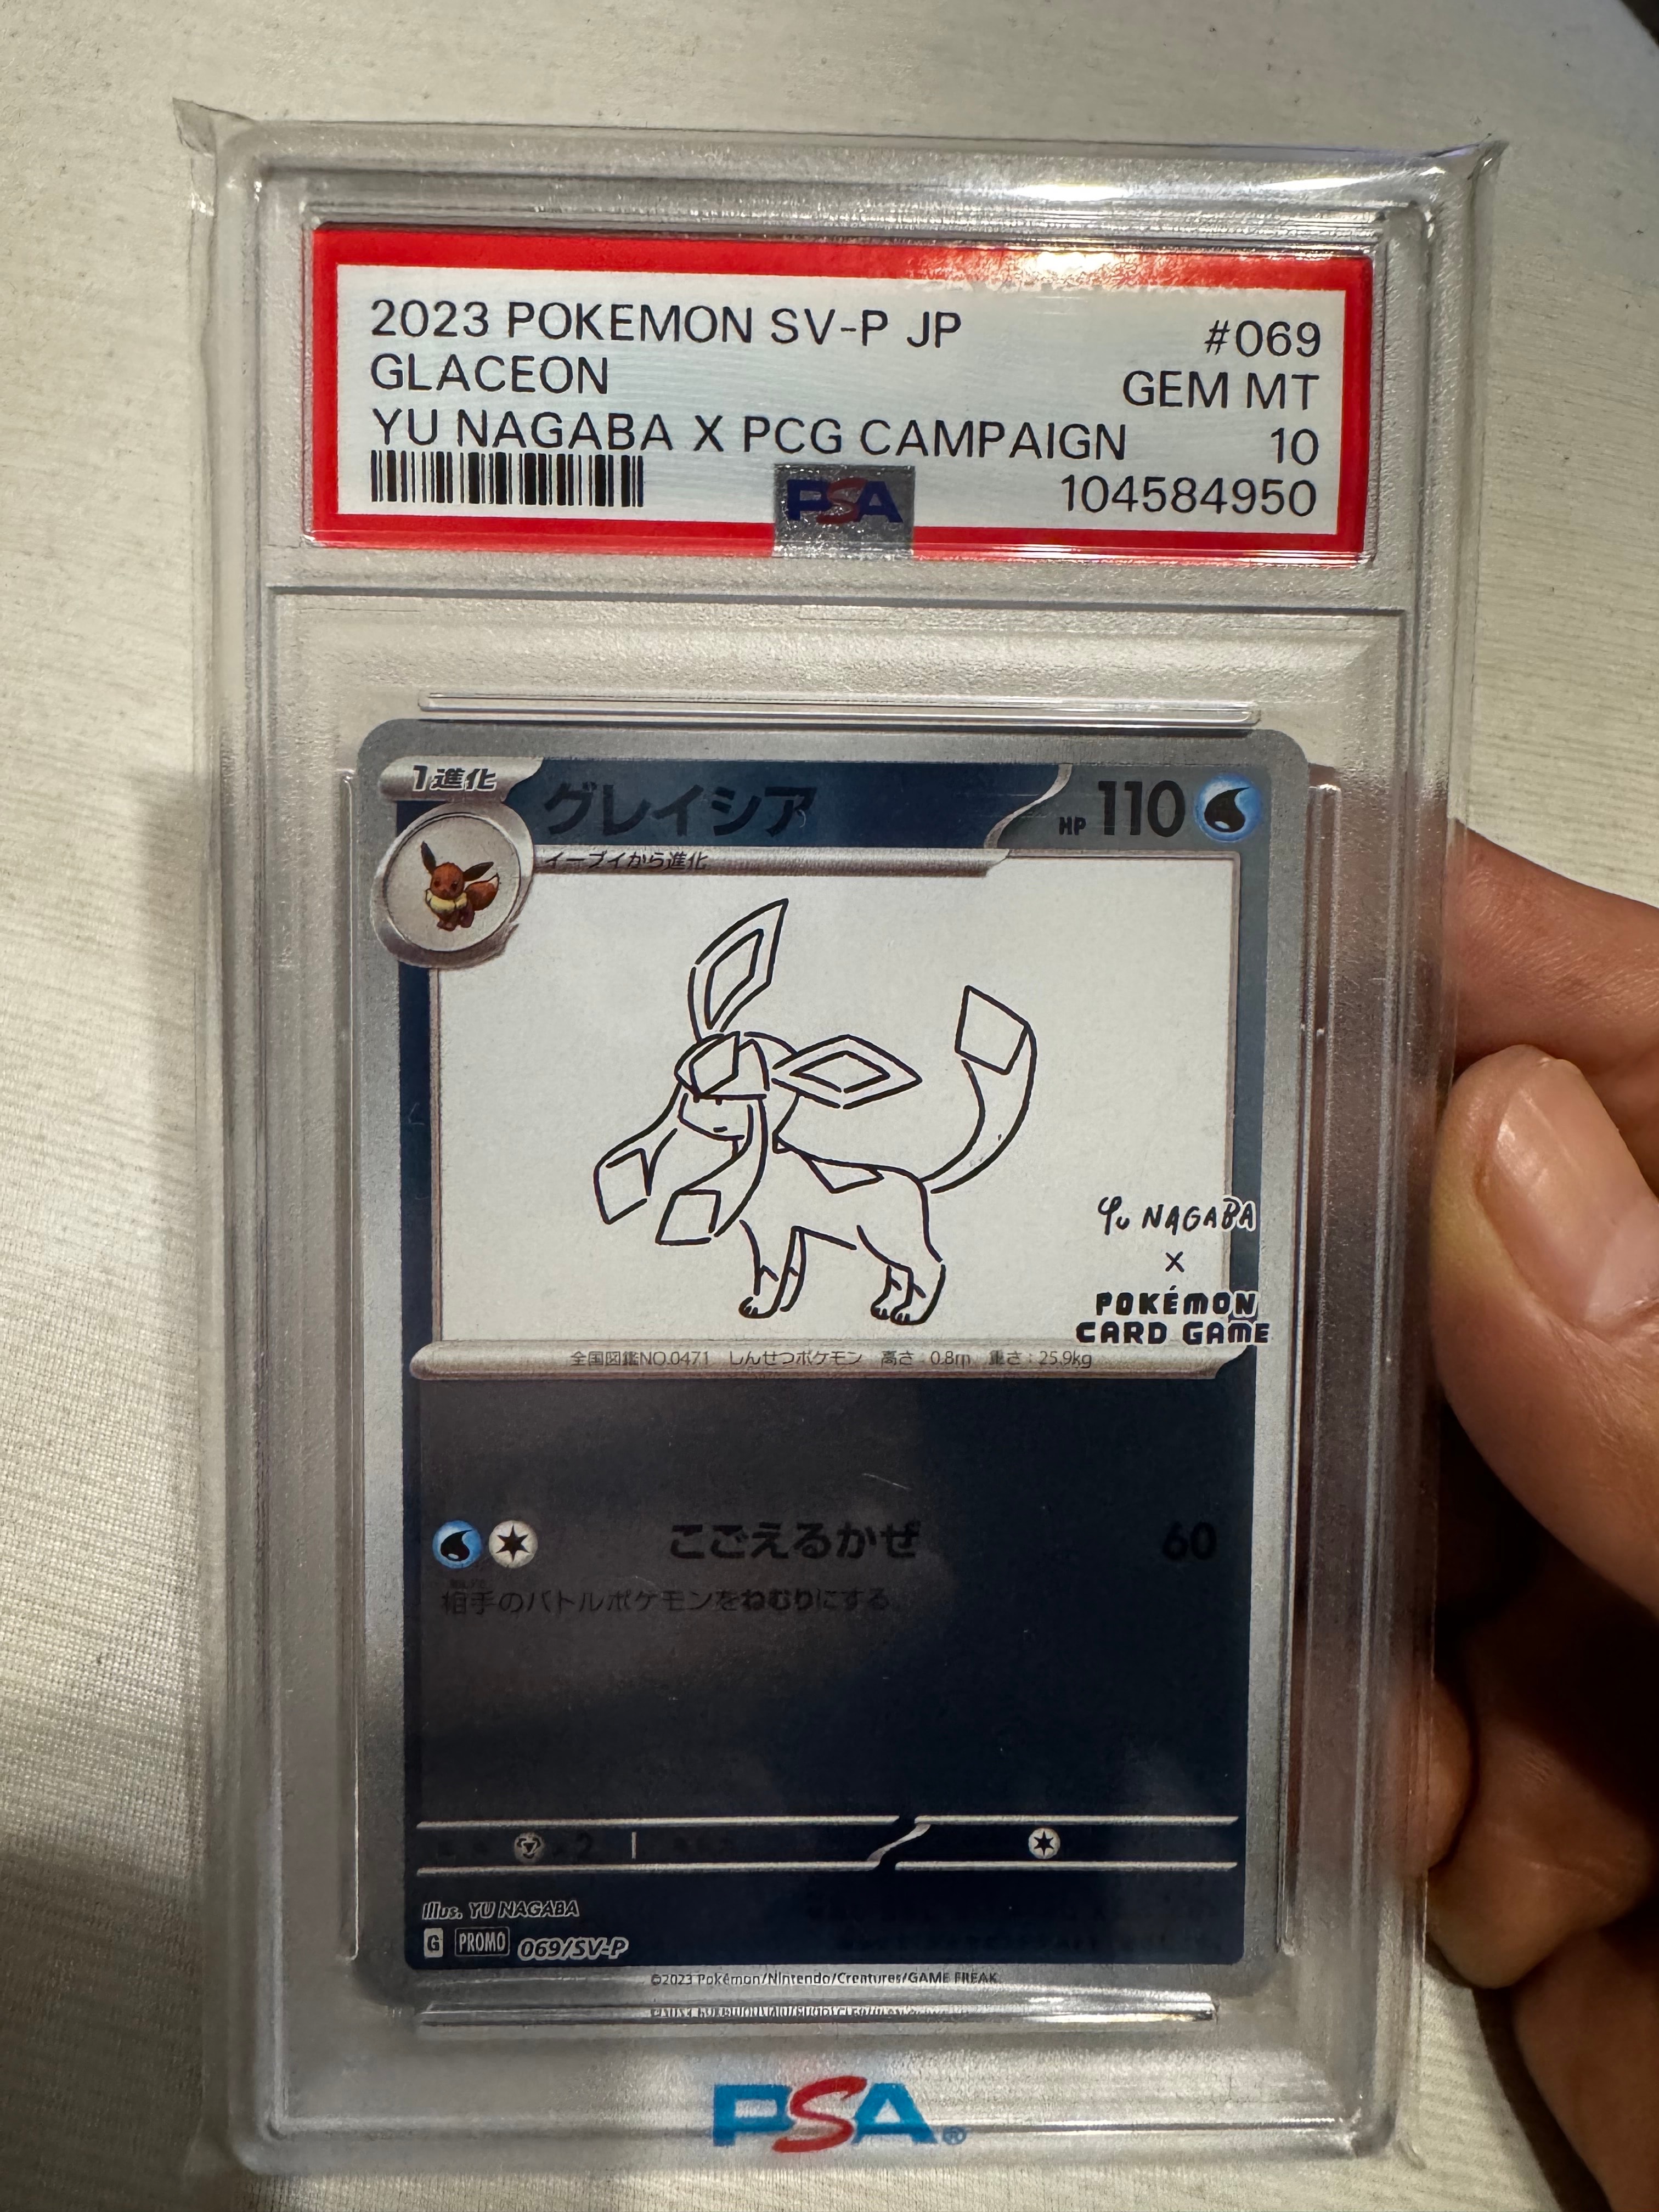 2023 POKEMON SV-P JP #069
GLACEON GEM MT
YU NAGABA X PCG CAMPAIGN 10
PSA 104584950
1進化
グレイシア
HP 110
イーブイから進化
YU NAGABA
×
POKÉMON
CARD GAME
全国図鑑NO.0471 しんせつポケモン 高さ:0.8m 重さ:25.9kg
こごえるかぜ 60
相手のバトルポケモンをねむりにする。
×2
Illus. YU NAGABA
G PROMO 069/SV-P
©2023 Pokémon/Nintendo/Creatures/GAME FREAK.
PSA®